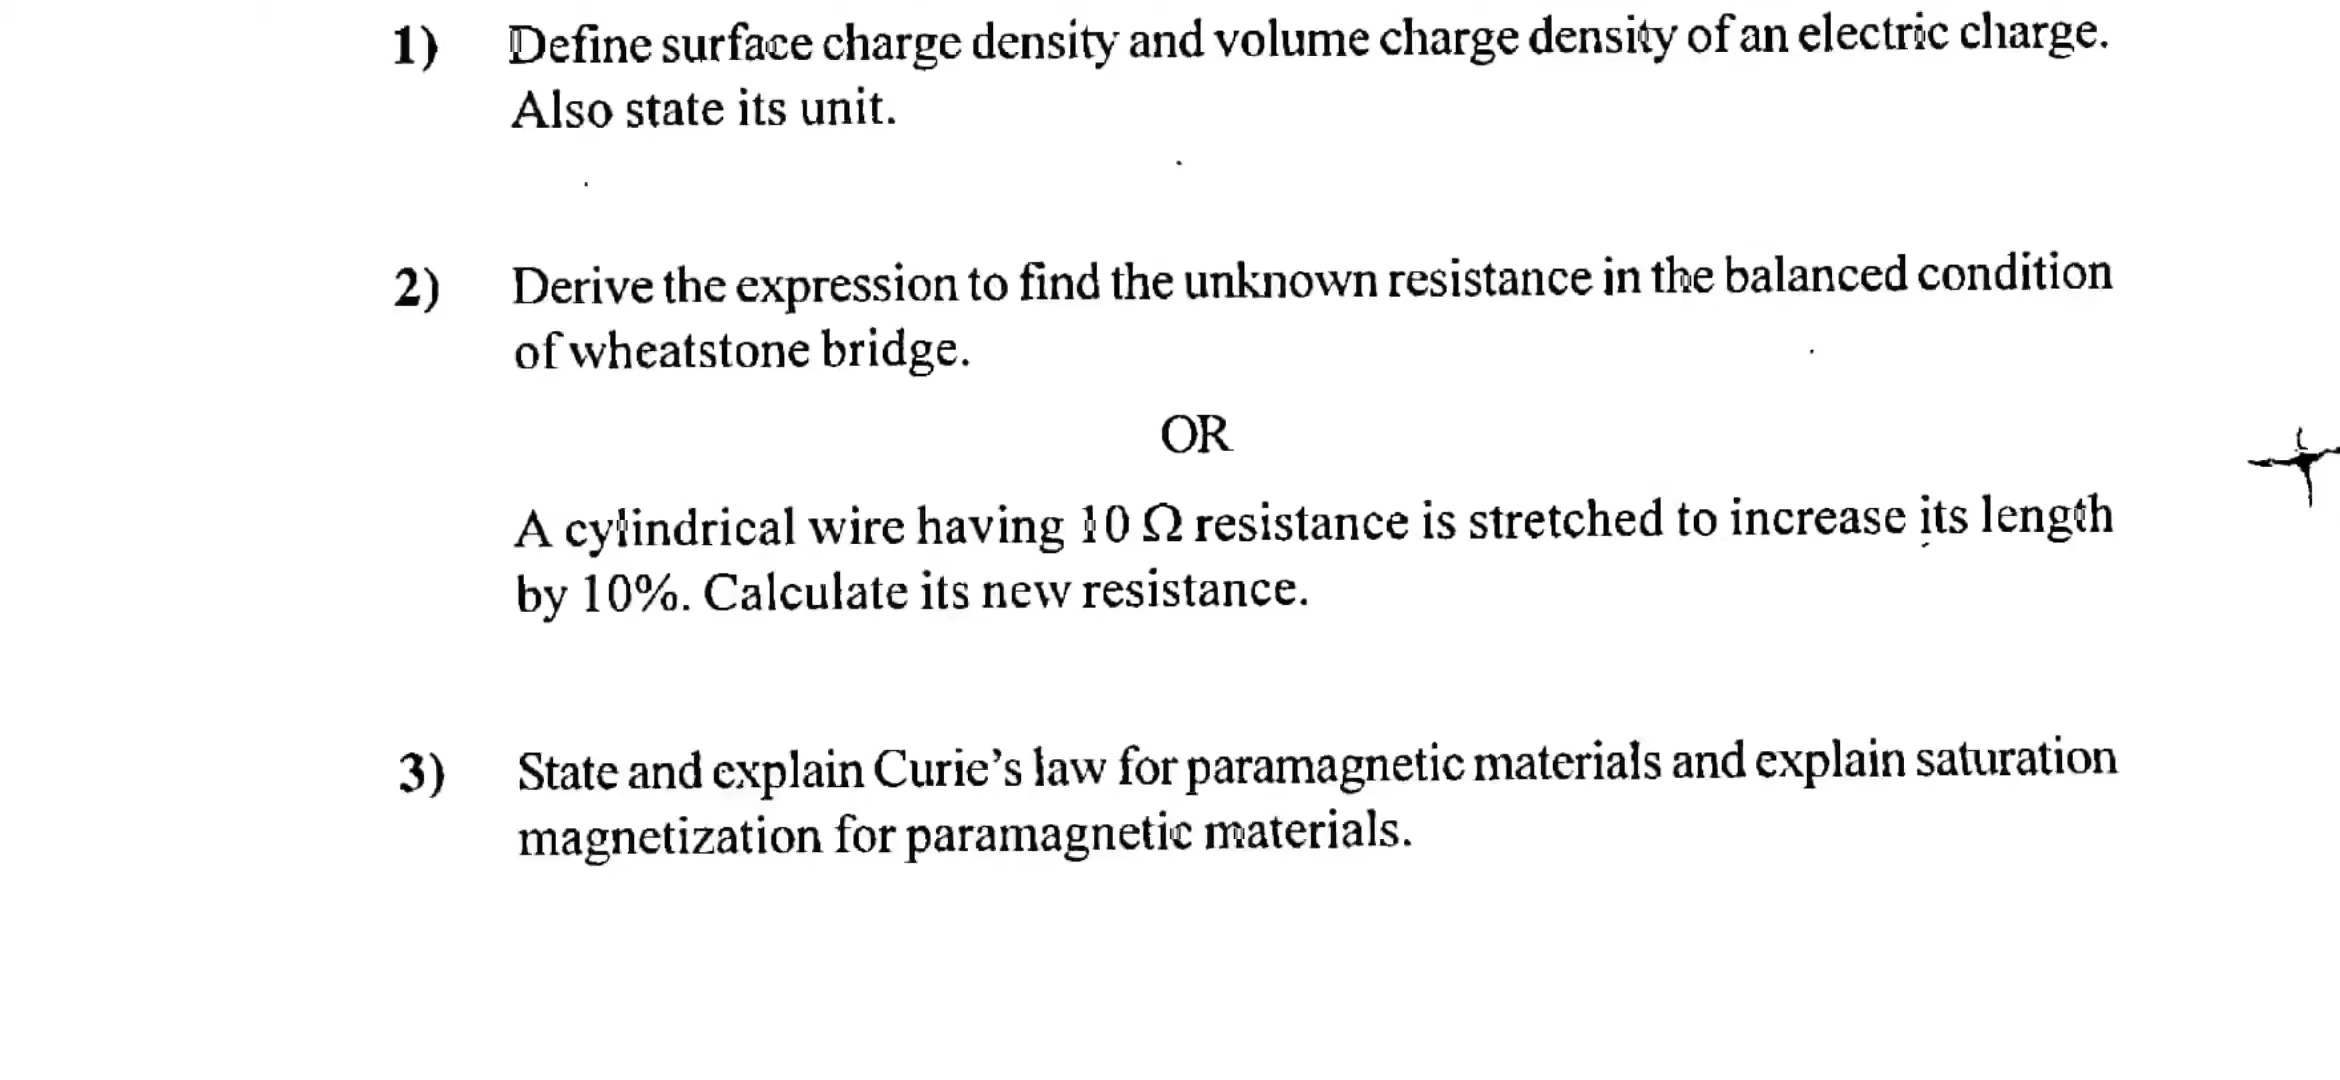 1) Define surface charge density and volume charge density of an electric charge.
Also state its unit.
2) Derive the expression to find the unknown resistance in the balanced condition
of wheatstone bridge.
OR
A cylindrical wire having 10 Ω resistance is stretched to increase its length
by 10%. Calculate its new resistance.
3) State and explain Curie's law for paramagnetic materials and explain saturation
magnetization for paramagnetic materials.